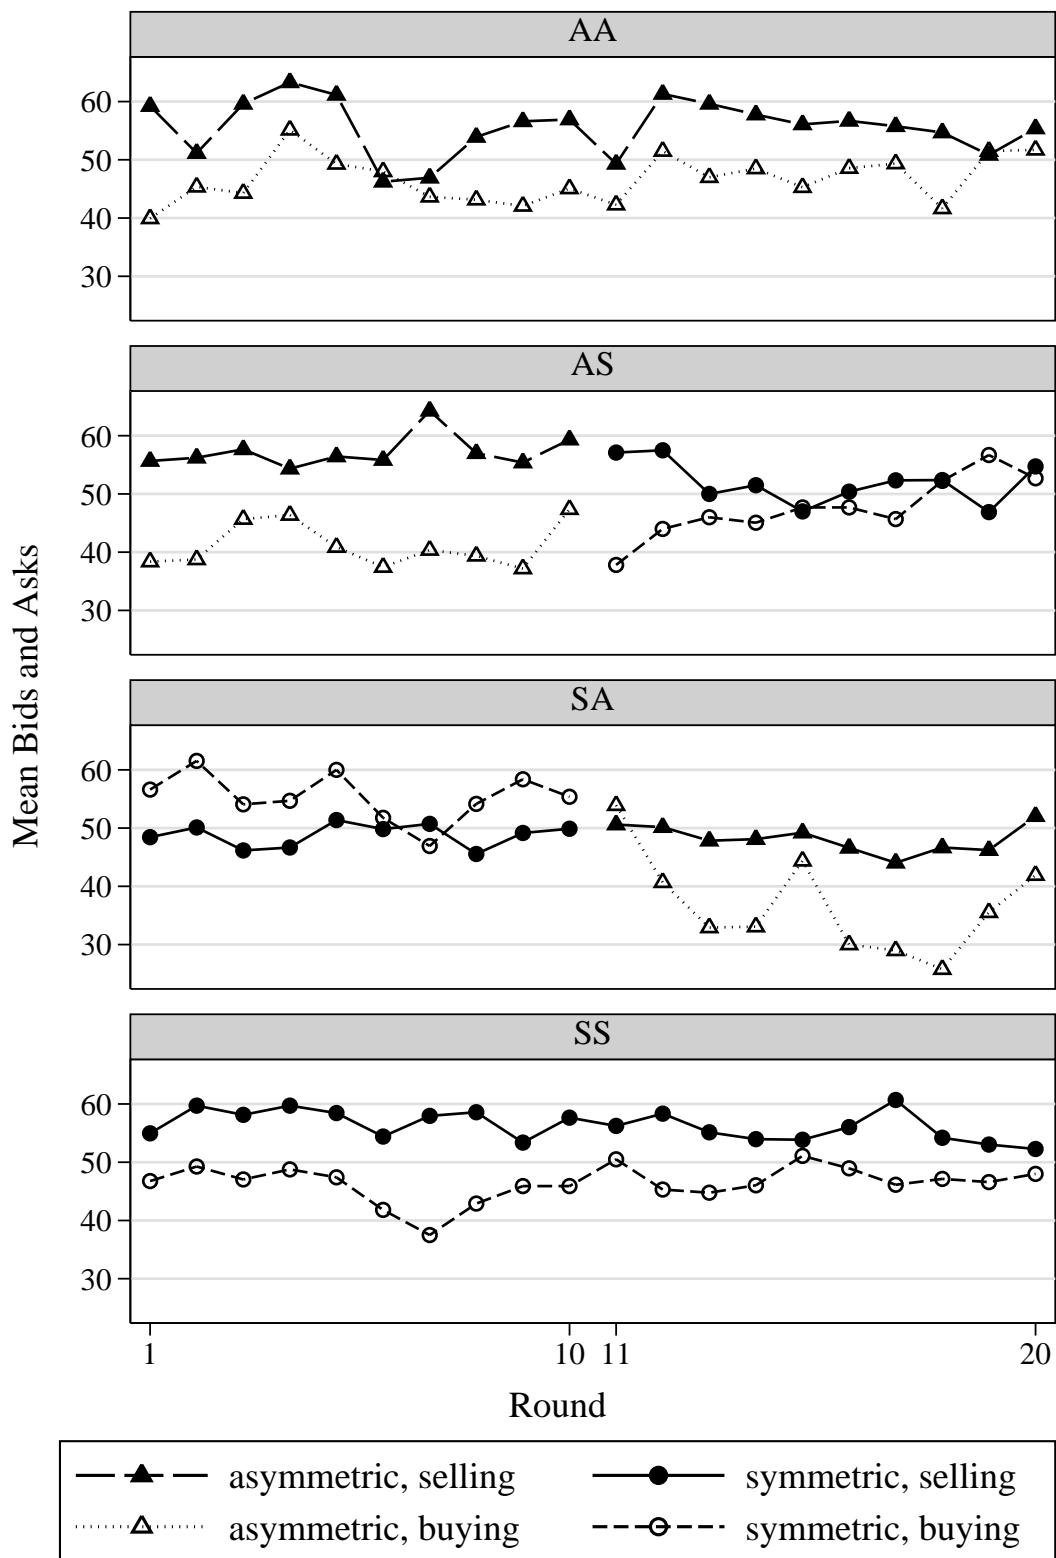 AA
60
50
40
30
AS
60
50
40
30
SA
60
50
40
30
SS
60
50
40
30
Mean Bids and Asks
1 10 11 20
Round
asymmetric, selling symmetric, selling
asymmetric, buying symmetric, buying